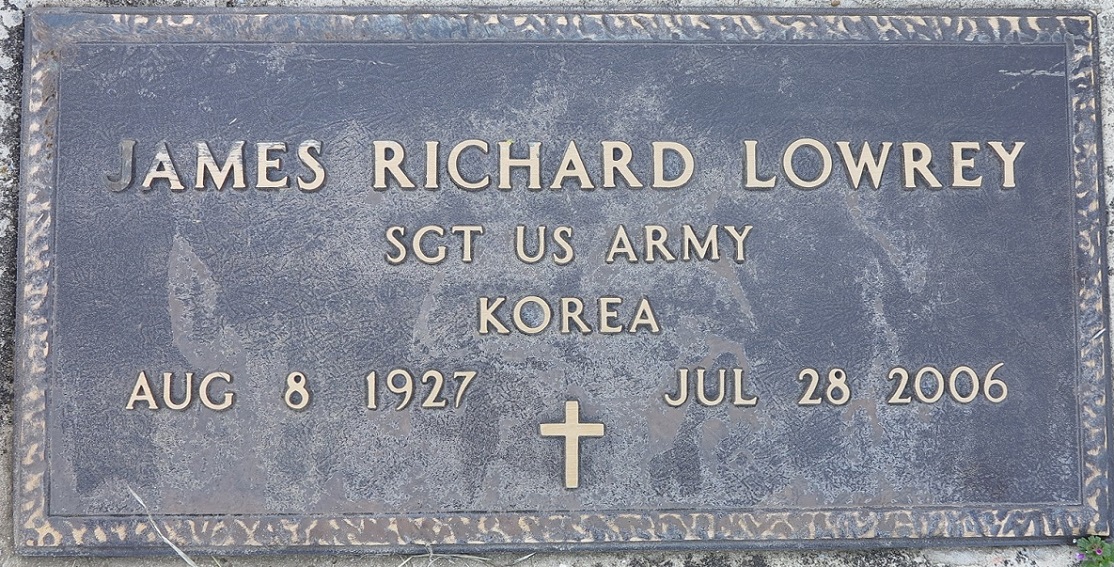 JAMES RICHARD LOWREY
SGT US ARMY
KOREA
AUG 8 1927 JUL 28 2006